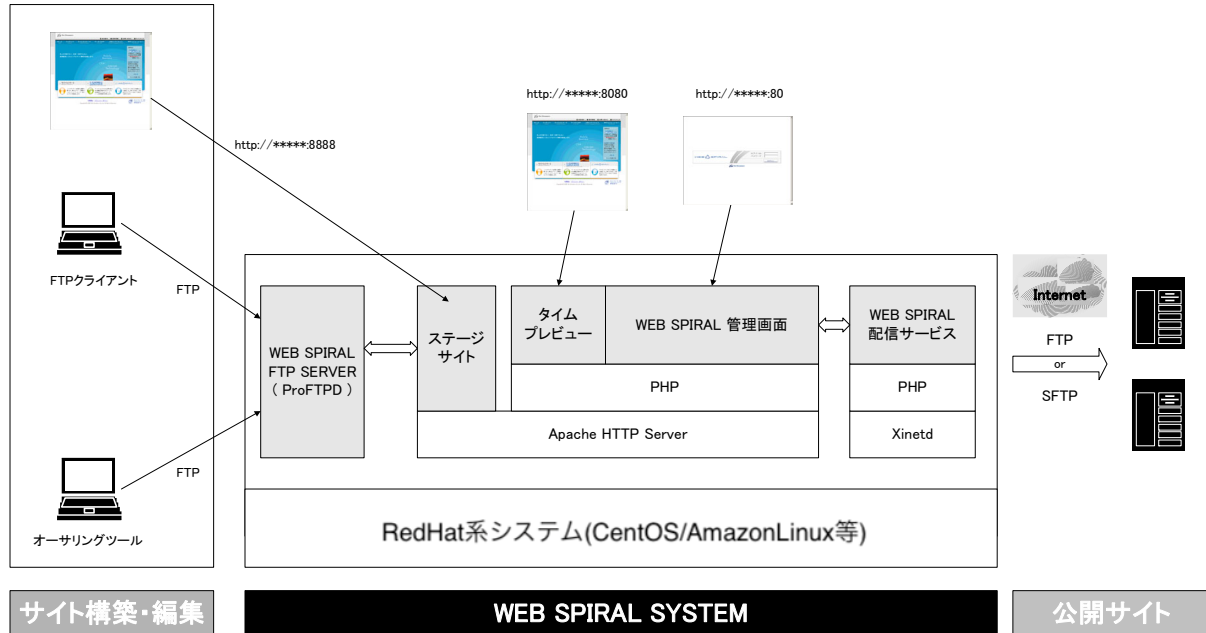 http://*****:8888
FTPクライアント
FTP
FTP
オーサリングツール
http://*****:8080
http://*****:80
WEB SPIRAL
FTP SERVER
( ProFTPD )
ステージ
サイト
タイム
プレビュー
WEB SPIRAL 管理画面
PHP
Apache HTTP Server
WEB SPIRAL
配信サービス
PHP
Xinetd
RedHat系システム(CentOS/AmazonLinux等)
Internet
FTP
or
SFTP
サイト構築・編集
WEB SPIRAL SYSTEM
公開サイト